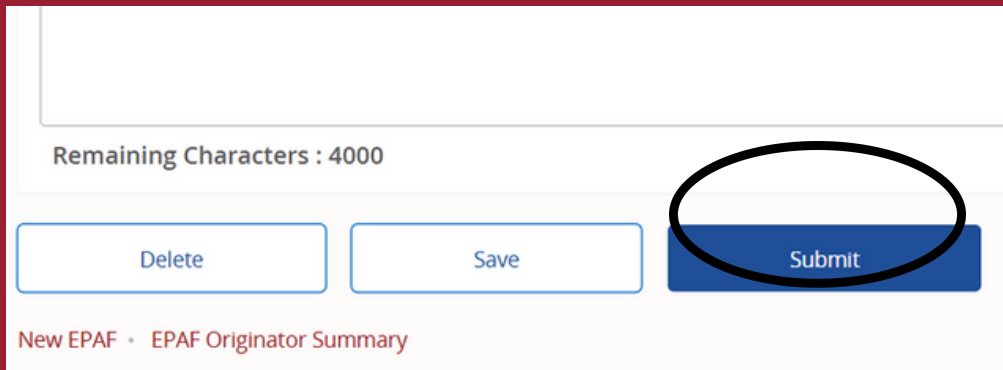 Remaining Characters : 4000
Delete Save Submit
New EPAF • EPAF Originator Summary